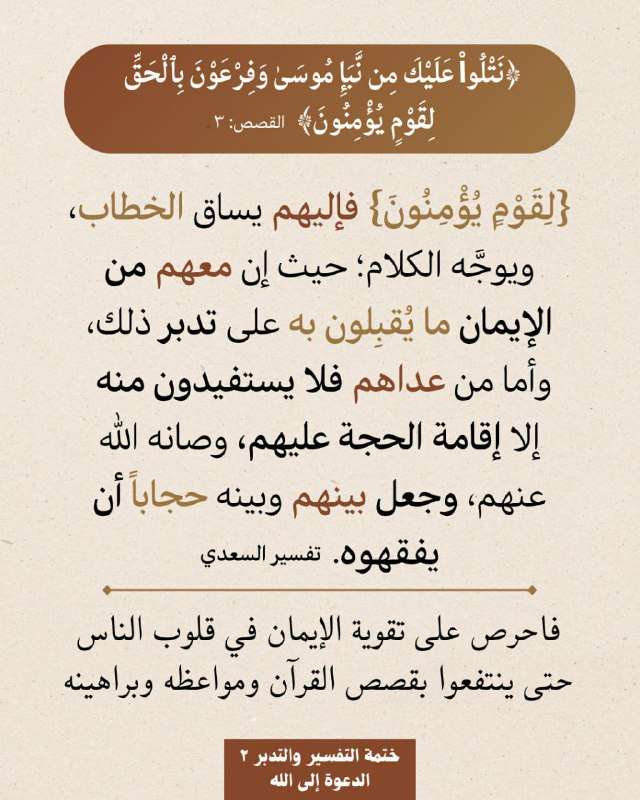 ﴿نَتْلُوا۟ عَلَيْكَ مِن نَّبَإِ مُوسَىٰ وَفِرْعَوْنَ بِٱلْحَقِّ
لِقَوْمٍ يُؤْمِنُونَ﴾ القصص: ٣
{لِقَوْمٍ يُؤْمِنُونَ} فإليهم يساق الخطاب،
ويوجَّه الكلام؛ حيث إن معهم من
الإيمان ما يُقبِلون به على تدبر ذلك،
وأما من عداهم فلا يستفيدون منه
إلا إقامة الحجة عليهم، وصانه الله
عنهم، وجعل بينهم وبينه حجاباً أن
يفقهوه. تفسير السعدي
فاحرص على تقوية الإيمان في قلوب الناس
حتى ينتفعوا بقصص القرآن ومواعظه وبراهينه
ختمة التفسير والتدبر ٢
الدعوة إلى الله